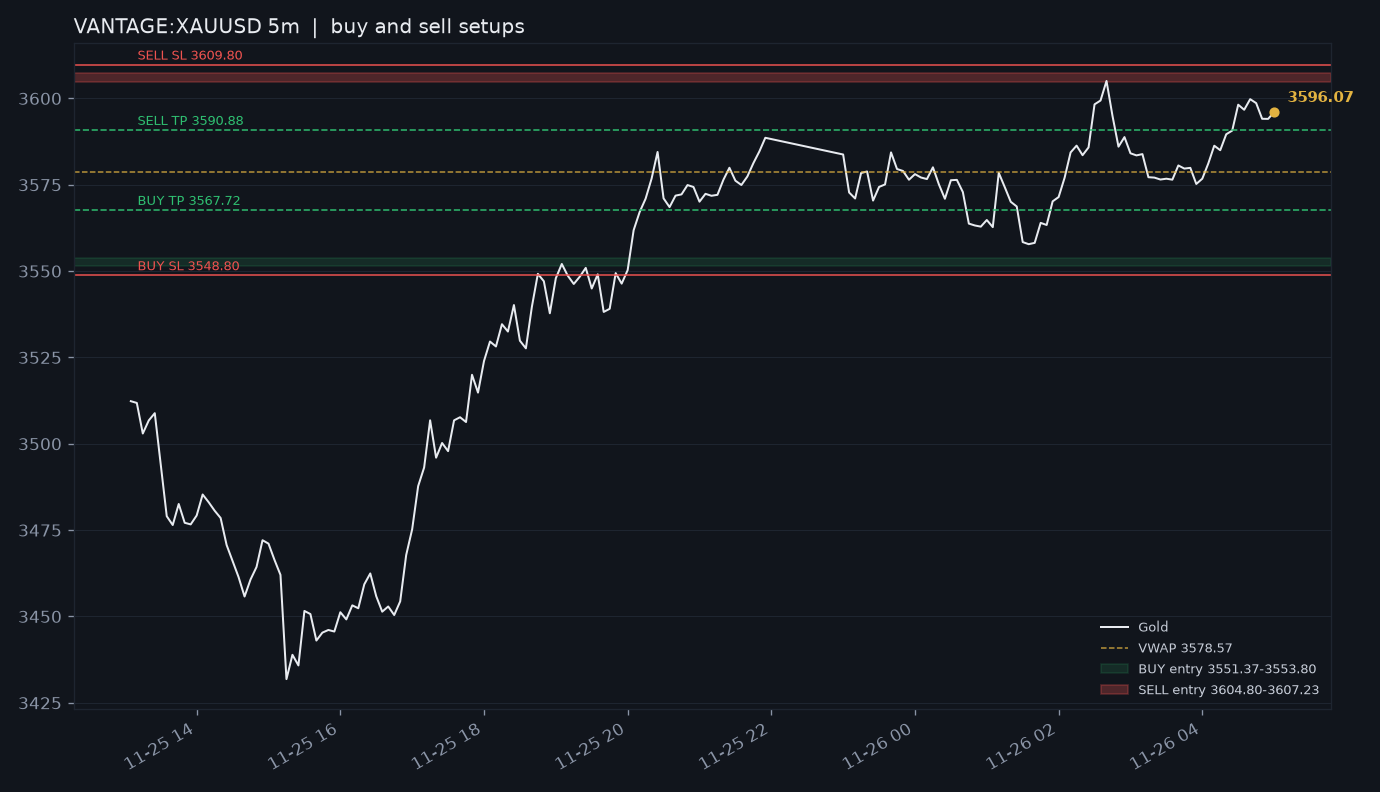 VANTAGE:XAUUSD 5m | buy and sell setups
SELL SL 3609.80
3600
3596.07
SELL TP 3590.88
3575
BUY TP 3567.72
BUY SL 3548.80
3550
3525
3500
3475
3450
3425
Gold
VWAP 3578.57
BUY entry 3551.37-3553.80
SELL entry 3604.80-3607.23
11-25 14
11-25 16
11-25 18
11-25 20
11-25 22
11-26 00
11-26 02
11-26 04